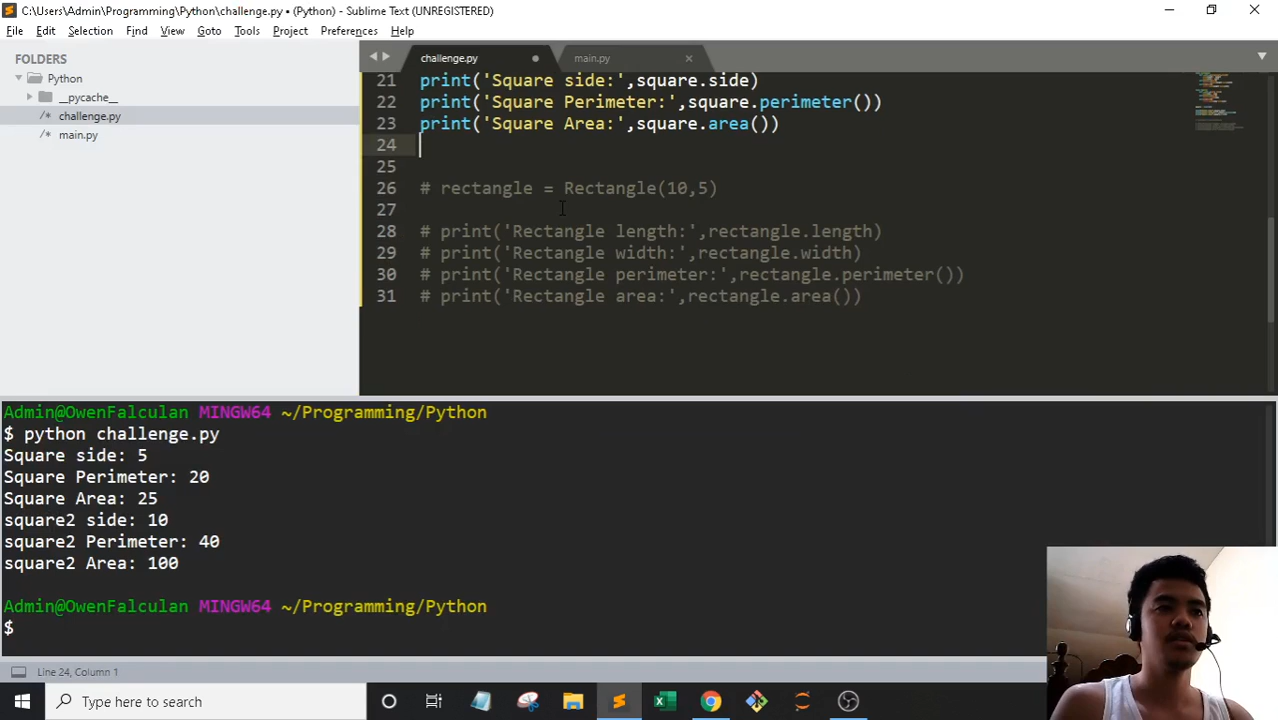 C:\Users\Admin\Programming\Python\challenge.py • (Python) - Sublime Text (UNREGISTERED)
File Edit Selection Find View Goto Tools Project Preferences Help
FOLDERS
Python
__pycache__
/* challenge.py
/* main.py
challenge.py
main.py
21 print('Square side:',square.side)
22 print('Square Perimeter:',square.perimeter())
23 print('Square Area:',square.area())
24
25
26 # rectangle = Rectangle(10,5)
27
28 # print('Rectangle length:',rectangle.length)
29 # print('Rectangle width:',rectangle.width)
30 # print('Rectangle perimeter:',rectangle.perimeter())
31 # print('Rectangle area:',rectangle.area())
Admin@OwenFalculan MINGW64 ~/Programming/Python
$ python challenge.py
Square side: 5
Square Perimeter: 20
Square Area: 25
square2 side: 10
square2 Perimeter: 40
square2 Area: 100
Admin@OwenFalculan MINGW64 ~/Programming/Python
$
Line 24, Column 1
Type here to search